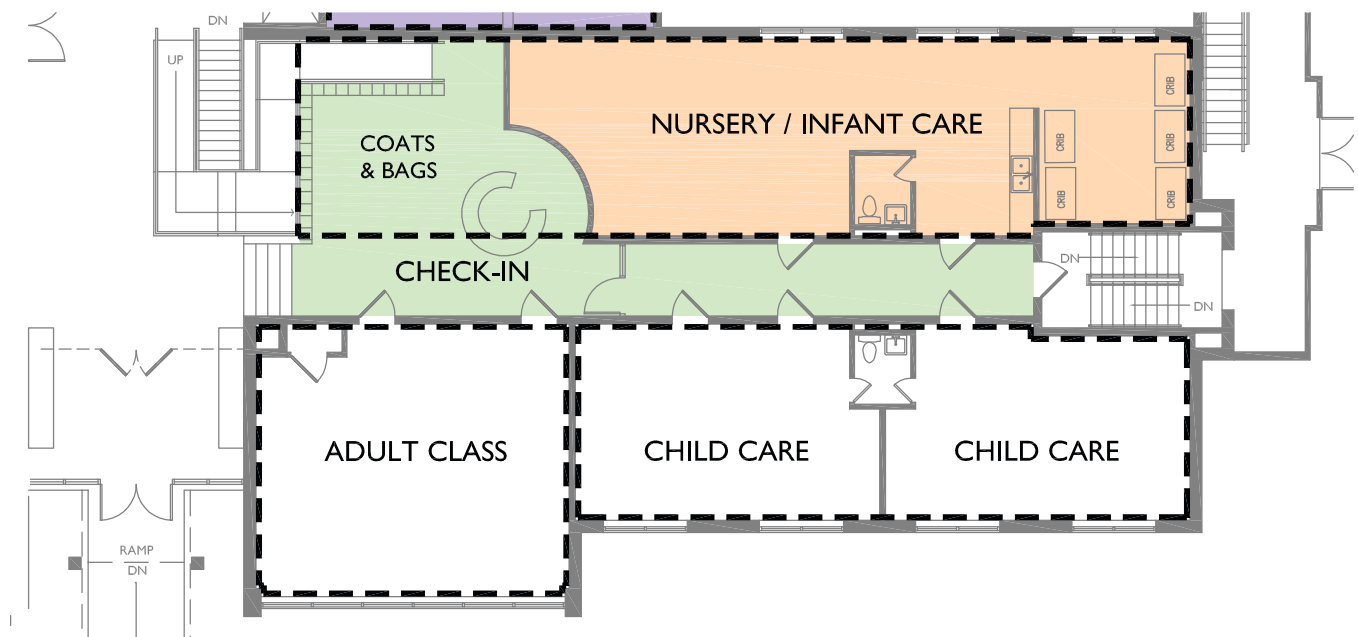 DN
UP
COATS
& BAGS
NURSERY / INFANT CARE
CRIB
CRIB
CRIB
CRIB
CRIB
CHECK-IN
DN
DN
ADULT CLASS
CHILD CARE
CHILD CARE
RAMP
DN